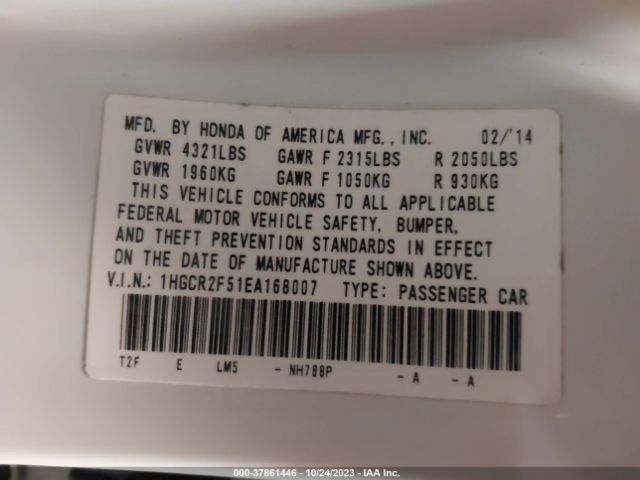 MFD. BY HONDA OF AMERICA MFG., INC. 02/'14
GVWR 4321LBS GAWR F 2315LBS R 2050LBS
GVWR 1960KG GAWR F 1050KG R 930KG
THIS VEHICLE CONFORMS TO ALL APPLICABLE
FEDERAL MOTOR VEHICLE SAFETY, BUMPER,
AND THEFT PREVENTION STANDARDS IN EFFECT
ON THE DATE OF MANUFACTURE SHOWN ABOVE.
V.I.N.: 1HGCR2F51EA168007 TYPE: PASSENGER CAR
T2F E LM5 - NH788P - A - A
000-37861446 - 10/24/2023 - IAA Inc.